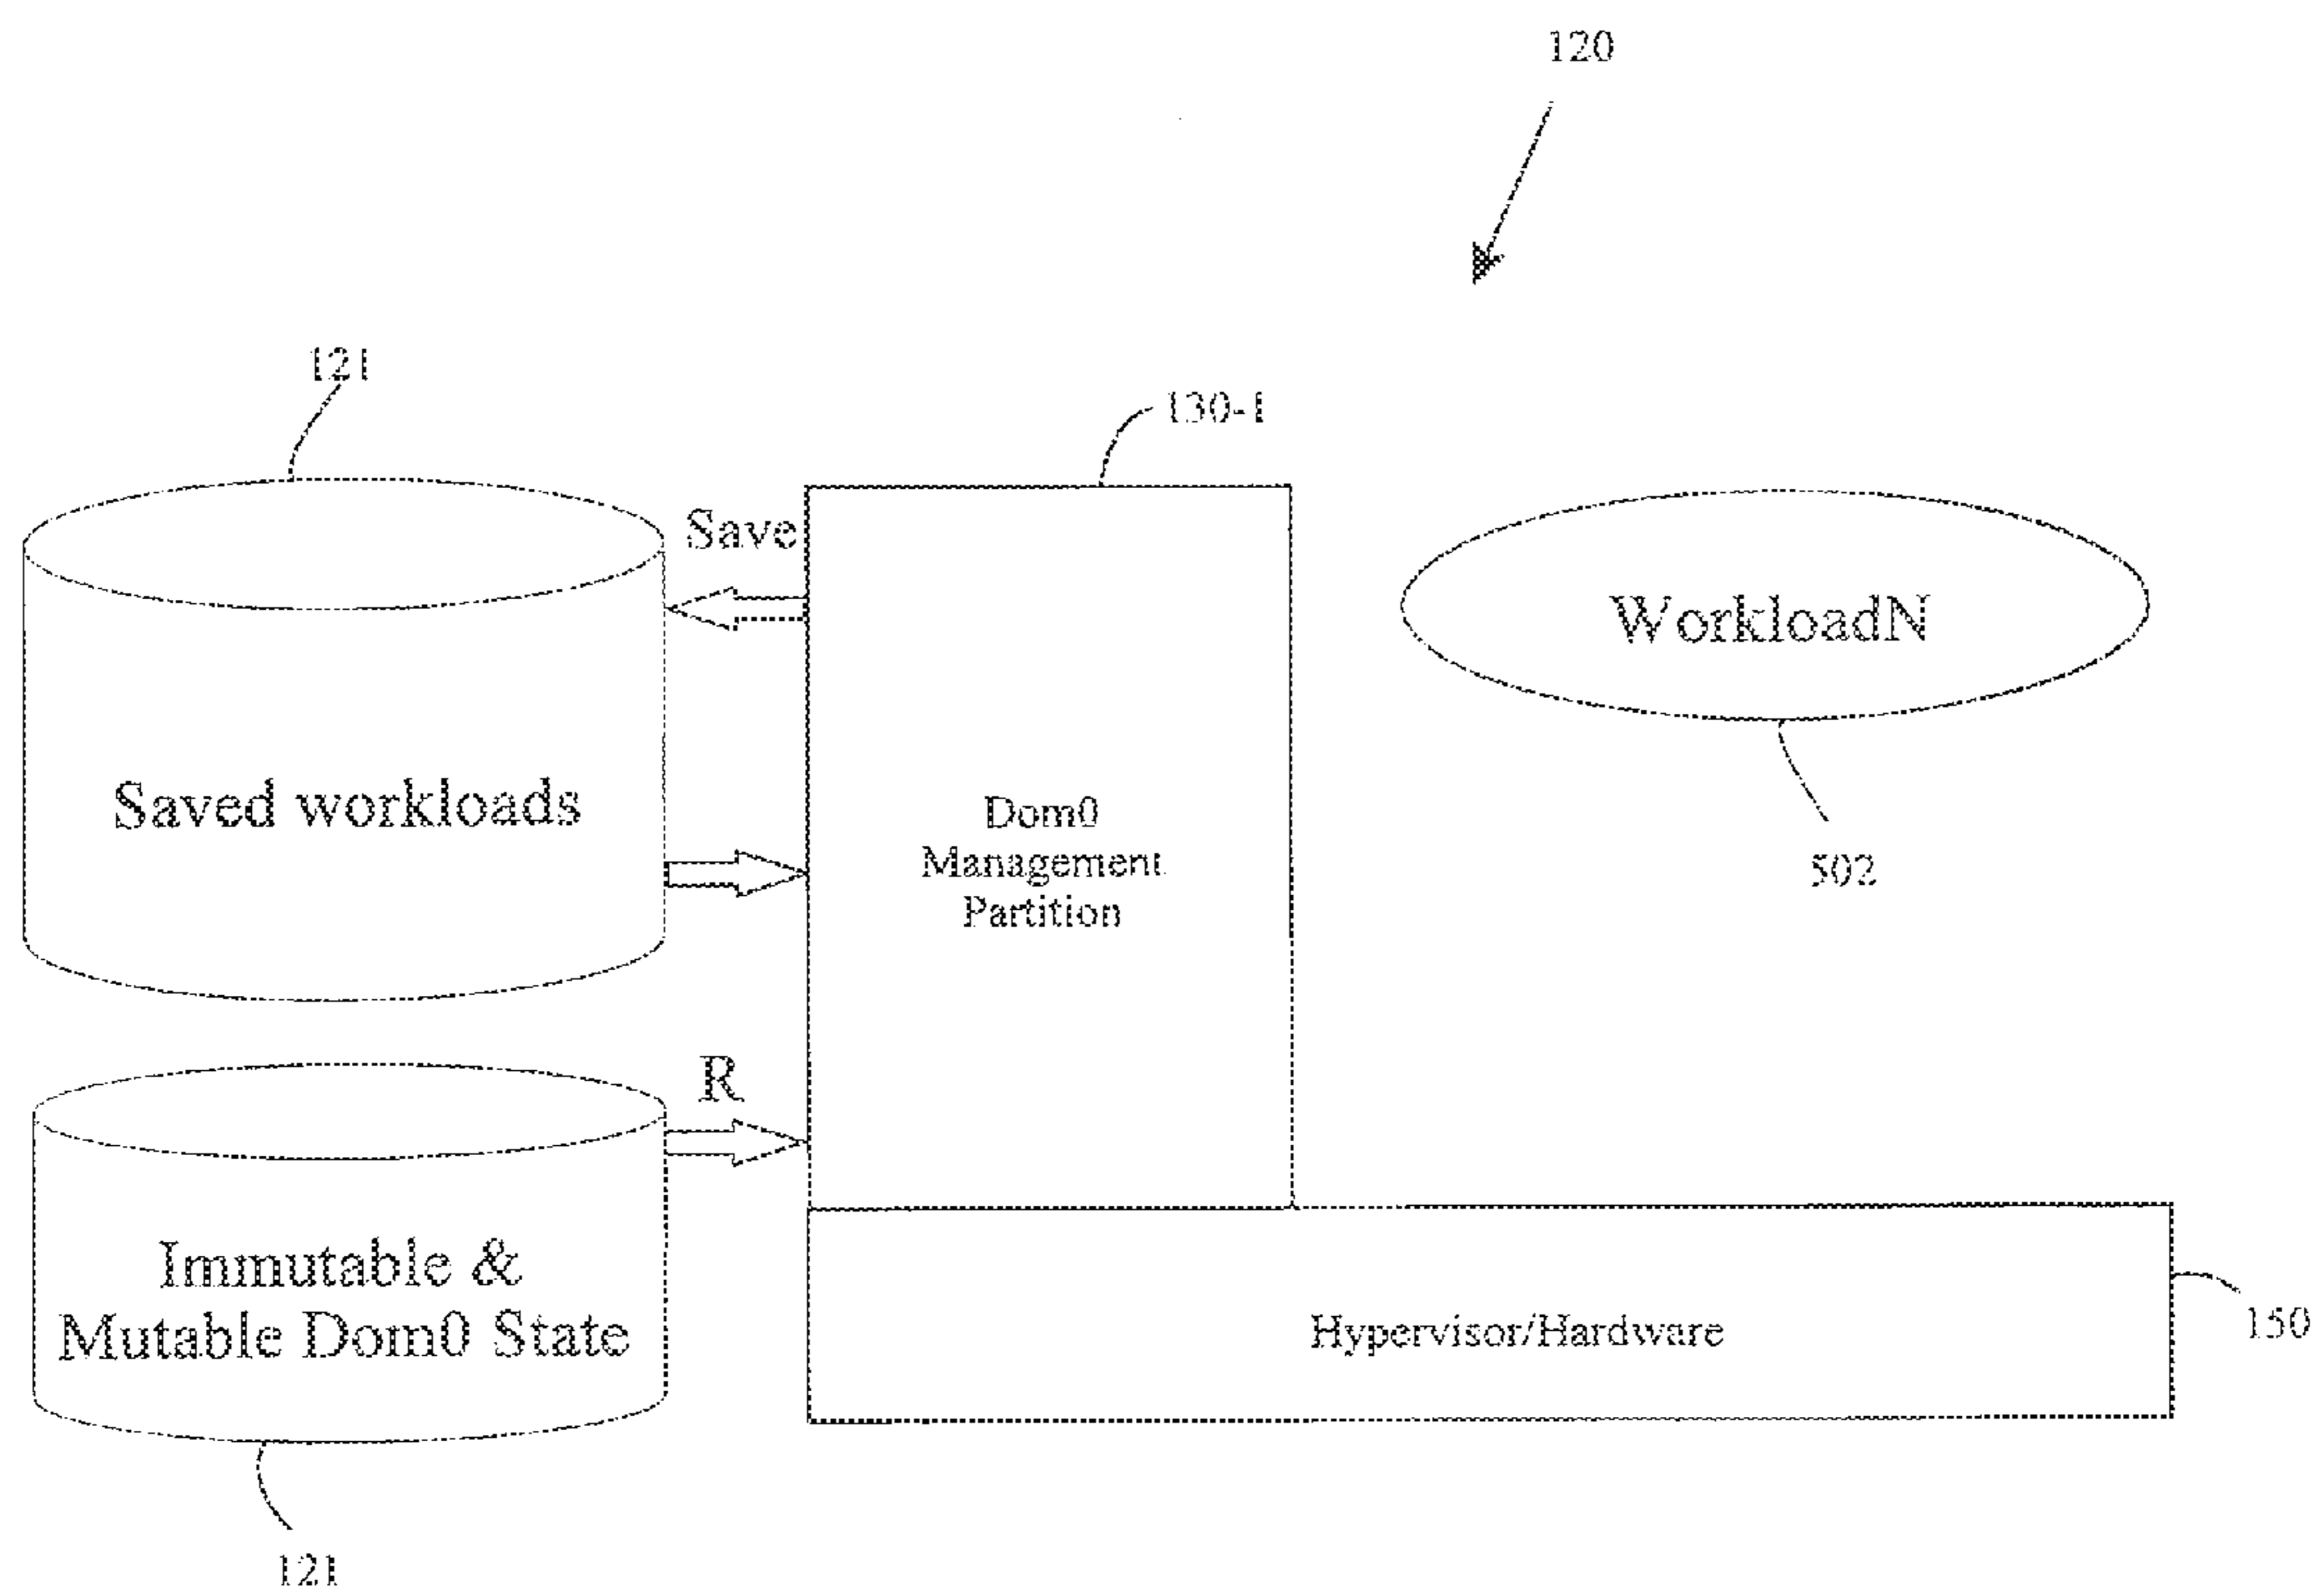 120
121
130-1
Save
WorkloadN
Saved workloads
Dom0
Management
Partition
502
R
Immutable &
Mutable Dom0 State
Hypervisor/Hardware
150
121